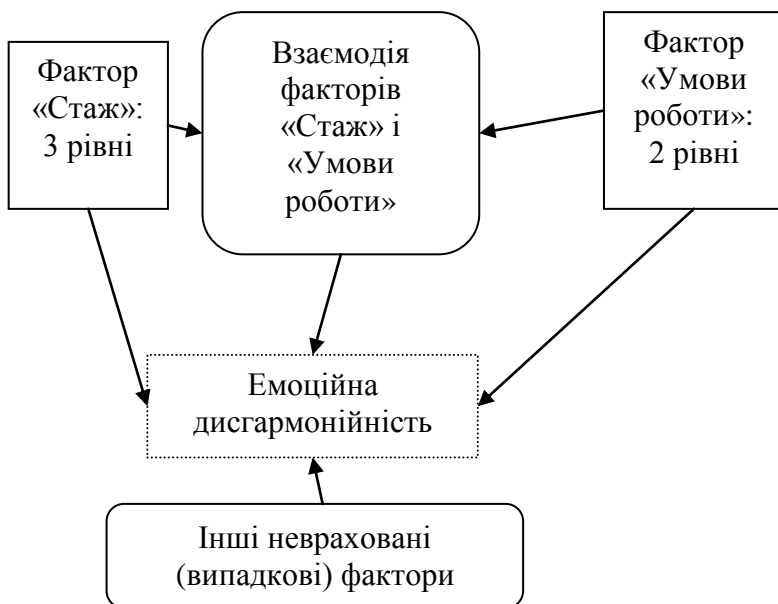 Фактор
«Стаж»:
3 рівні
Взаємодія
факторів
«Стаж» і
«Умови
роботи»
Фактор
«Умови
роботи»:
2 рівні
Емоційна
дисгармонійність
Інші невраховані
(випадкові) фактори